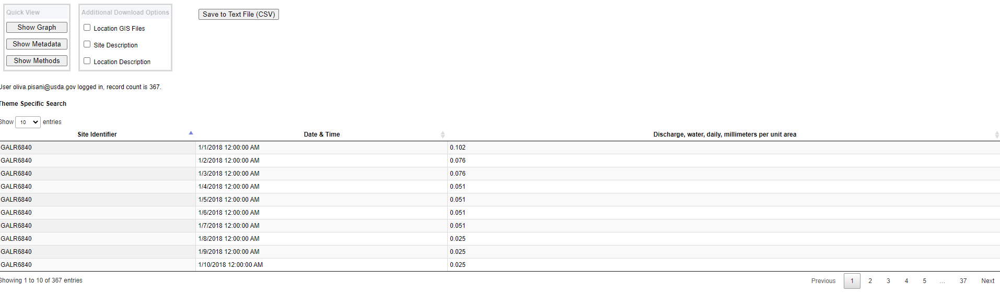 Quick View
Show Graph
Show Metadata
Show Methods
Additional Download Options
Location GIS Files
Site Description
Location Description
Save to Text File (CSV)
User oliva.pisani@usda.gov logged in, record count is 367.
Theme Specific Search
Show 10 entries
Site Identifier Date & Time Discharge, water, daily, millimeters per unit area
GALR6840 1/1/2018 12:00:00 AM 0.102
GALR6840 1/2/2018 12:00:00 AM 0.076
GALR6840 1/3/2018 12:00:00 AM 0.076
GALR6840 1/4/2018 12:00:00 AM 0.051
GALR6840 1/5/2018 12:00:00 AM 0.051
GALR6840 1/6/2018 12:00:00 AM 0.051
GALR6840 1/7/2018 12:00:00 AM 0.051
GALR6840 1/8/2018 12:00:00 AM 0.025
GALR6840 1/9/2018 12:00:00 AM 0.025
GALR6840 1/10/2018 12:00:00 AM 0.025
Showing 1 to 10 of 367 entries Previous 1 2 3 4 5 … 37 Next